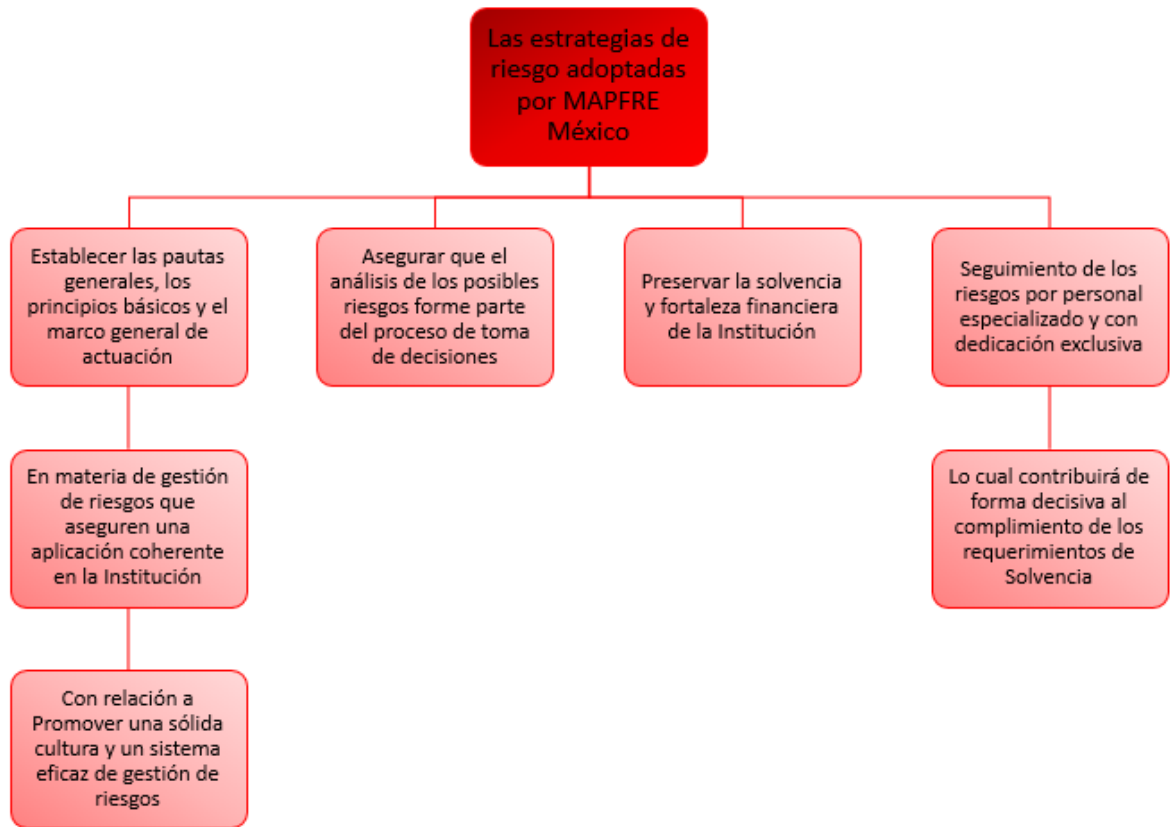 Las estrategias de
riesgo adoptadas
por MAPFRE
México
Establecer las pautas
generales, los
principios básicos y el
marco general de
actuación
Asegurar que el
análisis de los posibles
riesgos forme parte
del proceso de toma
de decisiones
Preservar la solvencia
y fortaleza financiera
de la Institución
Seguimiento de los
riesgos por personal
especializado y con
dedicación exclusiva
En materia de gestión
de riesgos que
aseguren una
aplicación coherente
en la Institución
Lo cual contribuirá de
forma decisiva al
complimiento de los
requerimientos de
Solvencia
Con relación a
Promover una sólida
cultura y un sistema
eficaz de gestión de
riesgos